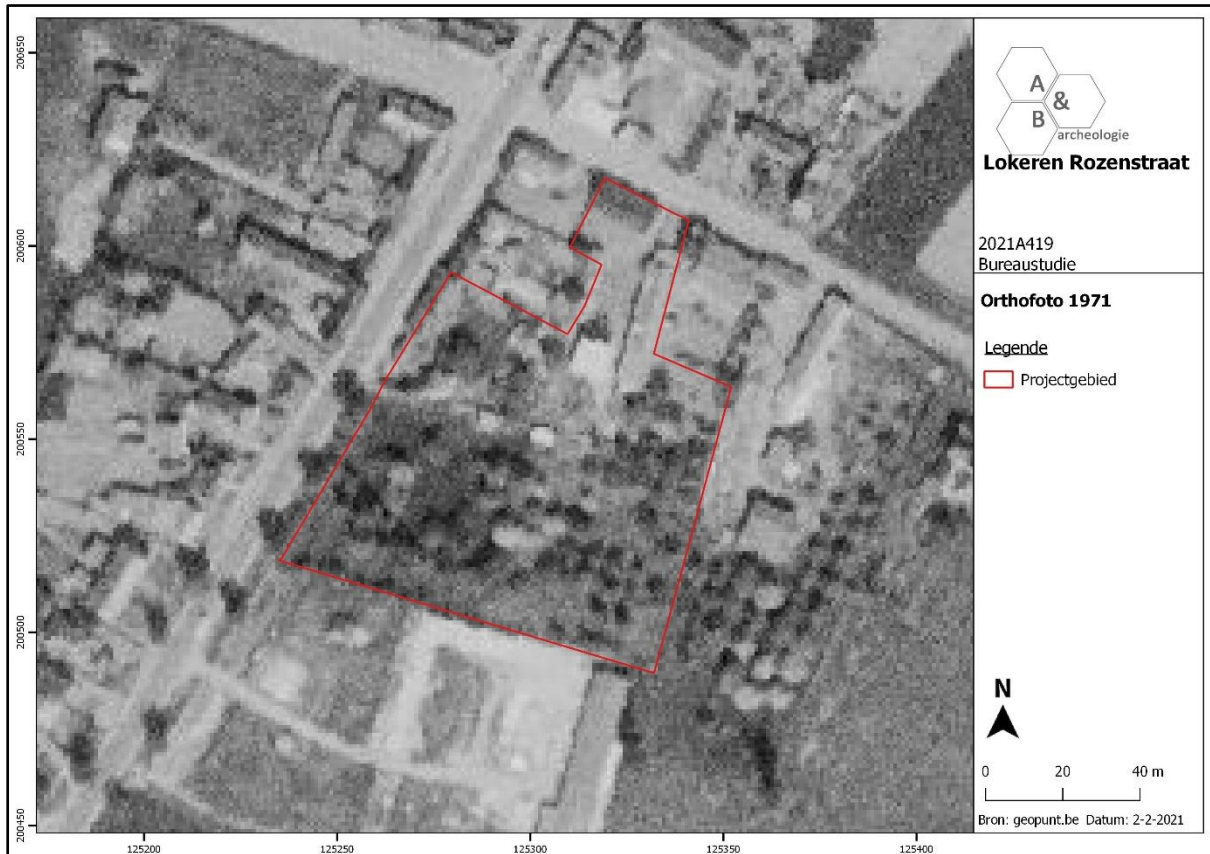 A
&
B
archeologie
Lokeren Rozenstraat
2021A419
Bureaustudie
Orthofoto 1971
Legende
Projectgebied
N
0 20 40 m
Bron: geopunt.be Datum: 2-2-2021
200650
200600
200550
200500
200450
125200 125250 125300 125350 125400